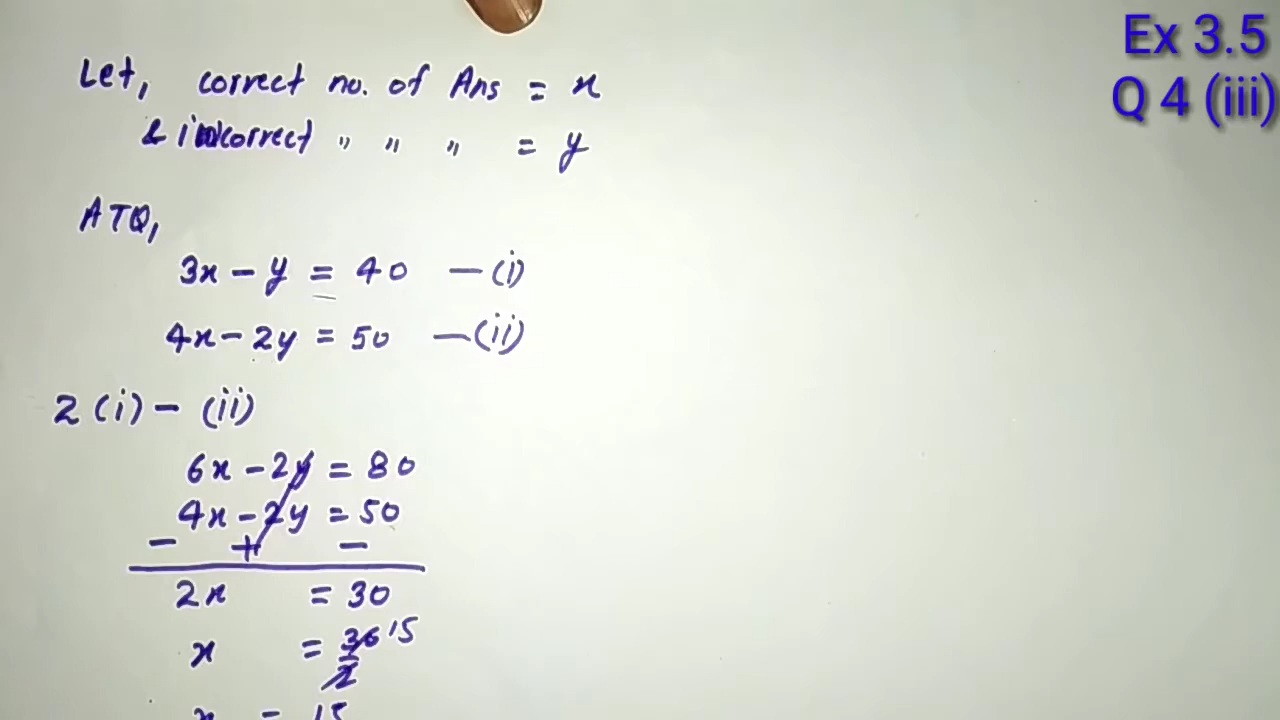 Ex 3.5
Q 4 (iii)
Let, correct no. of Ans = x
& incorrect " " " = y
ATQ,
3x - y = 40 - (i)
4x - 2y = 50 - (ii)
2 (i) - (ii)
6x - 2y = 80
4x - 2y = 50
- + -
2x = 30
x = 30/2 15
x = 15